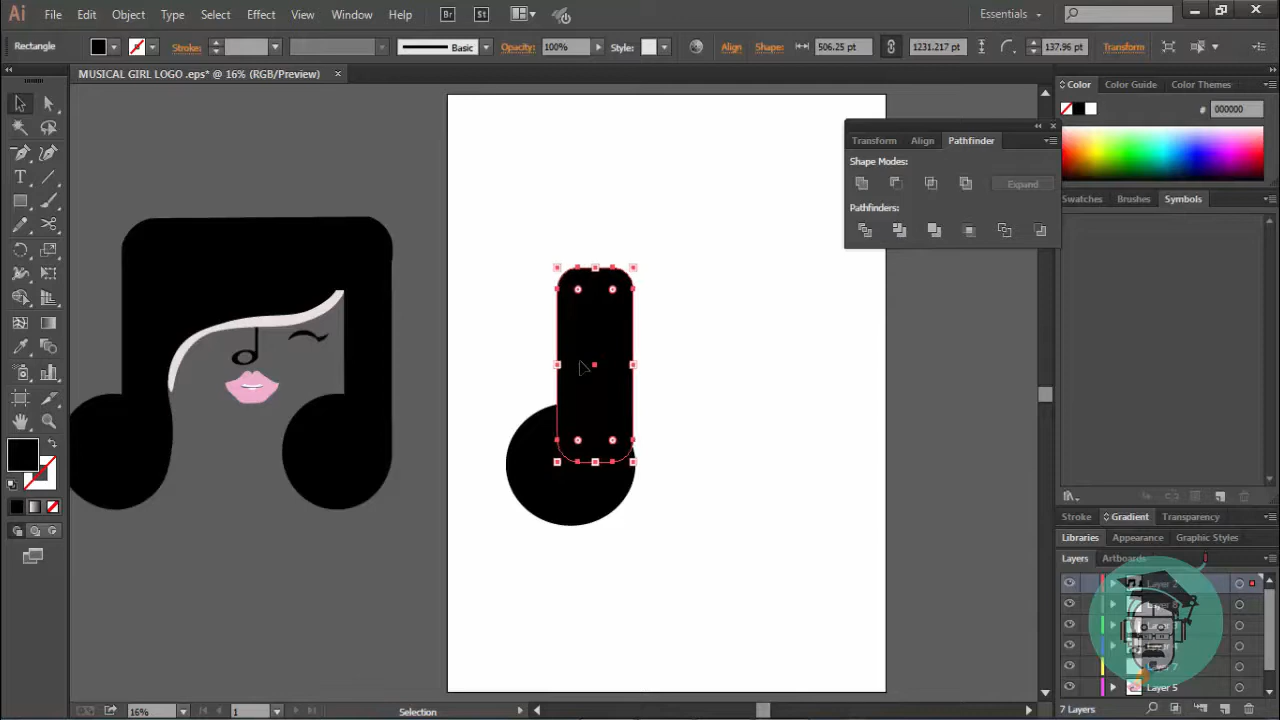 Ai File Edit Object Type Select Effect View Window Help Br St Essentials
Rectangle Strokes: Basic Opacity: 100% Style: Align Shape: 506.25 pt 1231.217 pt 137.96 pt Transform
MUSICAL GIRL LOGO .eps* @ 16% (RGB/Preview) ×
Color Color Guide Color Themes
# 000000
Transform Align Pathfinder
Shape Modes:
Expand
Pathfinders:
Swatches Brushes Symbols
Stroke Gradient Transparency
Libraries Appearance Graphic Styles
Layers Artboards
Layer 5
7 Layers
16% 1 Selection